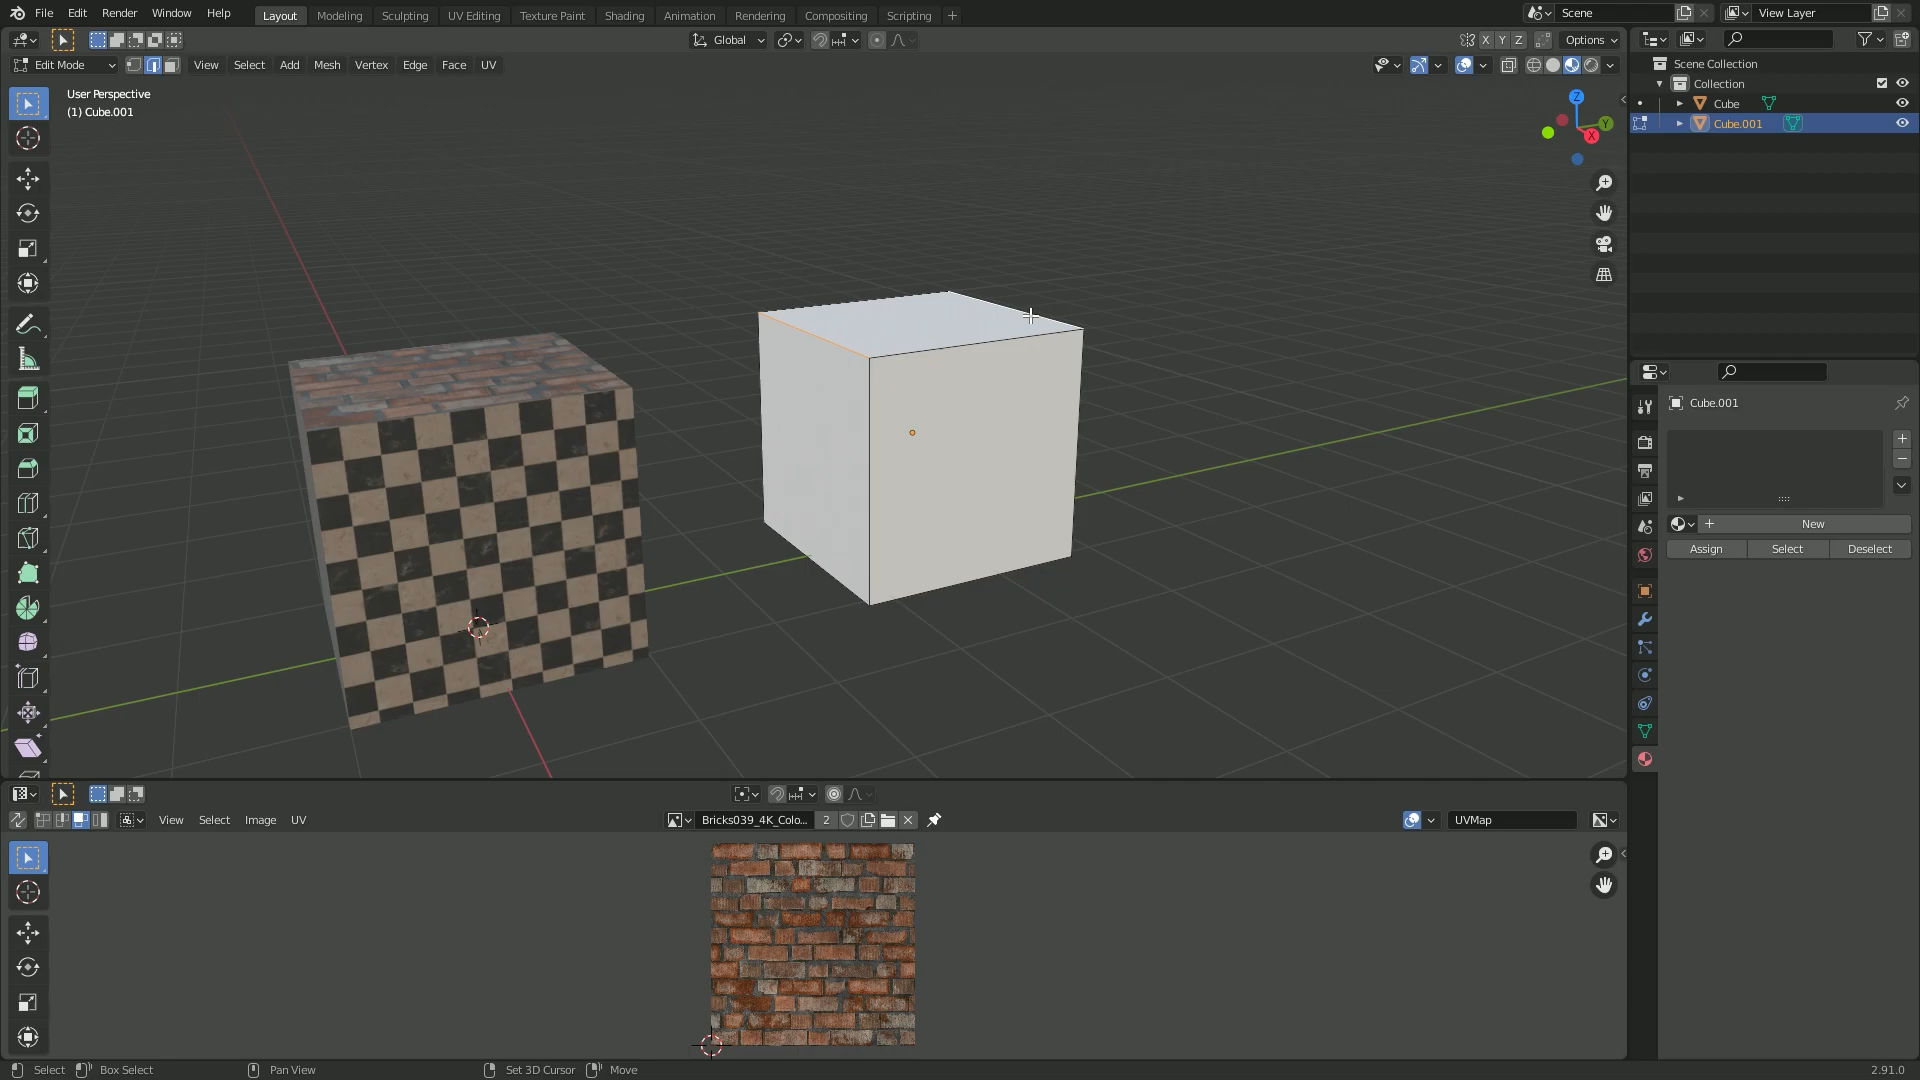 File Edit Render Window Help Layout Modeling Sculpting UV Editing Texture Paint Shading Animation Rendering Compositing Scripting + Scene View Layer
Global X Y Z Options
Edit Mode View Select Add Mesh Vertex Edge Face UV
User Perspective
(1) Cube.001
Z
Y
X
Scene Collection
Collection
Cube
Cube.001
Cube.001
+
New
Assign Select Deselect
View Select Image UV Bricks039_4K_Colo... 2 UVMap
Select Box Select Pan View Set 3D Cursor Move 2.91.0